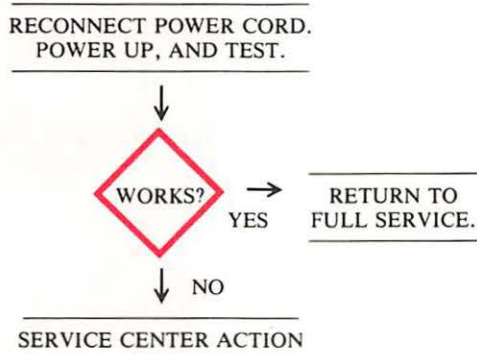 RECONNECT POWER CORD.
POWER UP, AND TEST.
WORKS?
YES
RETURN TO
FULL SERVICE.
NO
SERVICE CENTER ACTION